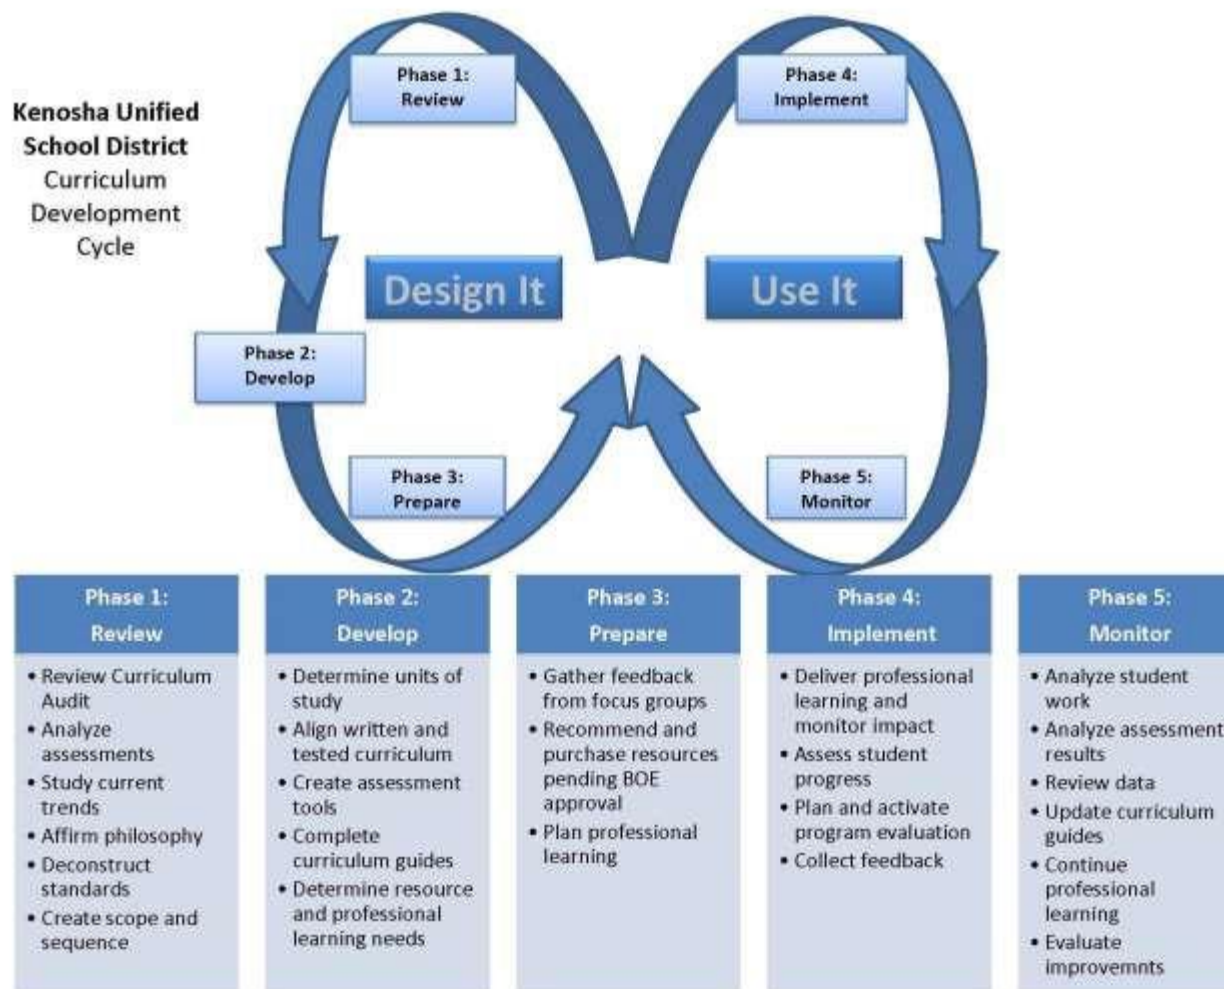 Kenosha Unified
School District
Curriculum
Development
Cycle
Phase 1:
Review
Phase 4:
Implement
Design It
Use It
Phase 2:
Develop
Phase 3:
Prepare
Phase 5:
Monitor
Phase 1:
Review
• Review Curriculum
Audit
• Analyze
assessments
• Study current
trends
• Affirm philosophy
• Deconstruct
standards
• Create scope and
sequence
Phase 2:
Develop
• Determine units of
study
• Align written and
tested curriculum
• Create assessment
tools
• Complete
curriculum guides
• Determine resource
and professional
learning needs
Phase 3:
Prepare
• Gather feedback
from focus groups
• Recommend and
purchase resources
pending BOE
approval
• Plan professional
learning
Phase 4:
Implement
• Deliver professional
learning and
monitor impact
• Assess student
progress
• Plan and activate
program evaluation
• Collect feedback
Phase 5:
Monitor
• Analyze student
work
• Analyze assessment
results
• Review data
• Update curriculum
guides
• Continue
professional
learning
• Evaluate
improvemnts